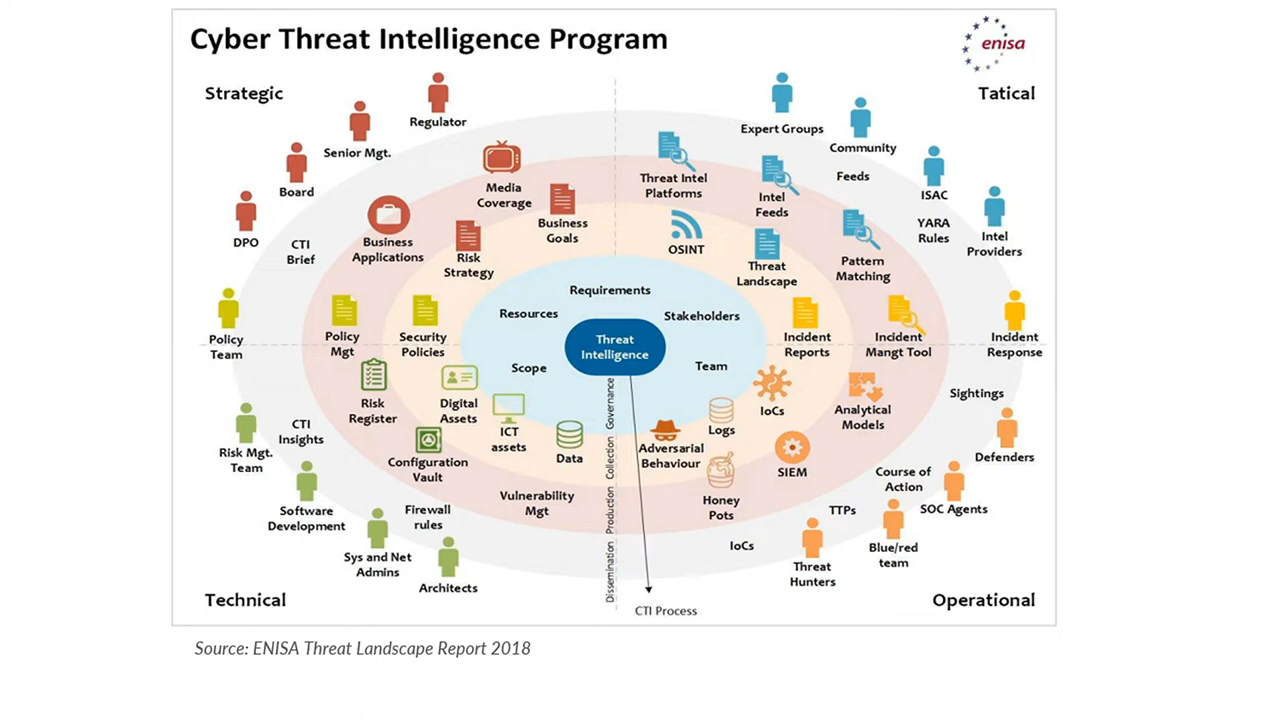 Cyber Threat Intelligence Program
enisa
Strategic
Tatical
Regulator
Senior Mgt.
Board
DPO
CTI
Brief
Media
Coverage
Business
Goals
Business
Applications
Risk
Strategy
Expert Groups
Community
Feeds
ISAC
YARA
Rules
Intel
Providers
Threat Intel
Platforms
Intel
Feeds
OSINT
Threat
Landscape
Pattern
Matching
Requirements
Resources
Stakeholders
Threat
Intelligence
Scope
Team
Policy
Team
Policy
Mgt
Security
Policies
Incident
Reports
Incident
Mangt Tool
Incident
Response
Risk
Register
Digital
Assets
ICT
assets
Data
Configuration
Vault
Vulnerability
Mgt
CTI
Insights
Risk Mgt.
Team
Software
Development
Firewall
rules
Sys and Net
Admins
Architects
Governance
Collection
Production
Dissemination
Adversarial
Behaviour
Logs
IoCs
Analytical
Models
SIEM
Honey
Pots
Sightings
Defenders
Course of
Action
SOC Agents
TTPs
Blue/red
team
IoCs
Threat
Hunters
Technical
Operational
CTI Process
Source: ENISA Threat Landscape Report 2018